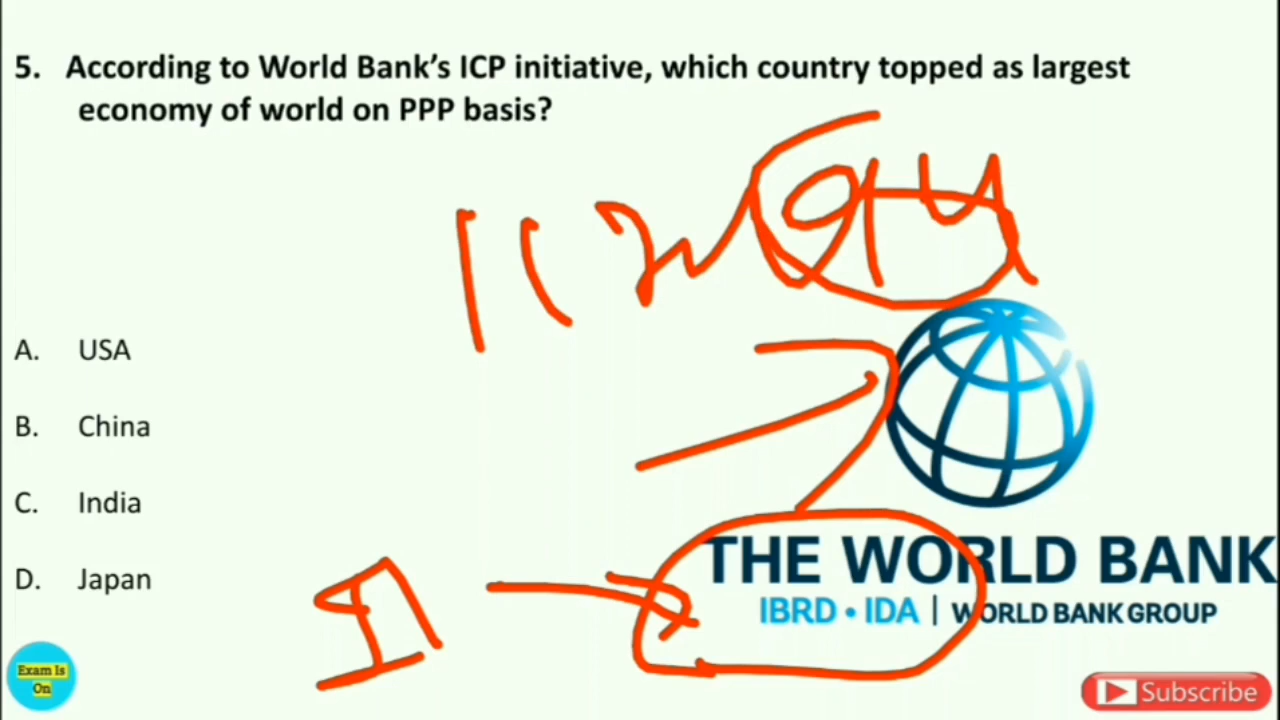 5. According to World Bank's ICP initiative, which country topped as largest
economy of world on PPP basis?
A. USA
B. China
C. India
D. Japan
THE WORLD BANK
IBRD • IDA | WORLD BANK GROUP
Exam Is
On
Subscribe